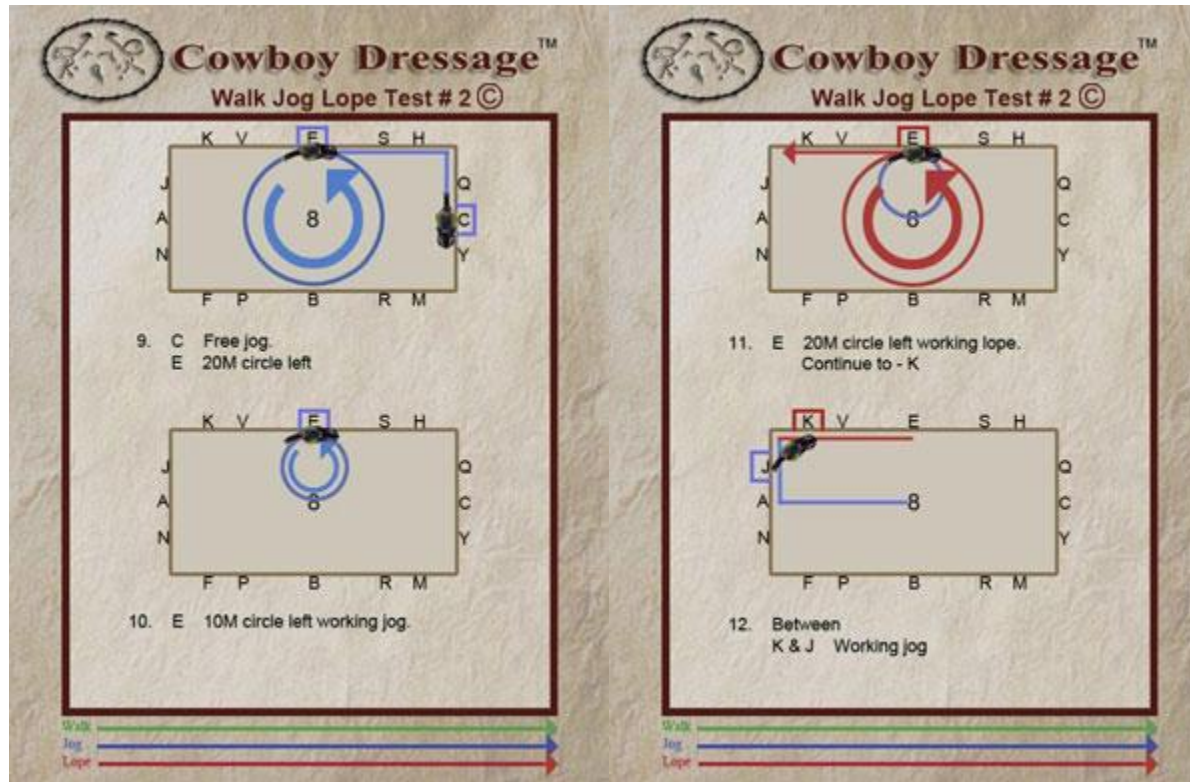 Cowboy Dressage™
Walk Jog Lope Test # 2 ©
K V E S H
J Q
8
A C
N Y
F P B R M
9. C Free jog.
E 20M circle left
K V E S H
J Q
A 8 C
N Y
F P B R M
10. E 10M circle left working jog.
Walk
Jog
Lope
Cowboy Dressage™
Walk Jog Lope Test # 2 ©
K V E S H
J Q
A 8 C
N Y
F P B R M
11. E 20M circle left working lope.
Continue to - K
K V E S H
J Q
A 8 C
N Y
F P B R M
12. Between
K & J Working jog
Walk
Jog
Lope